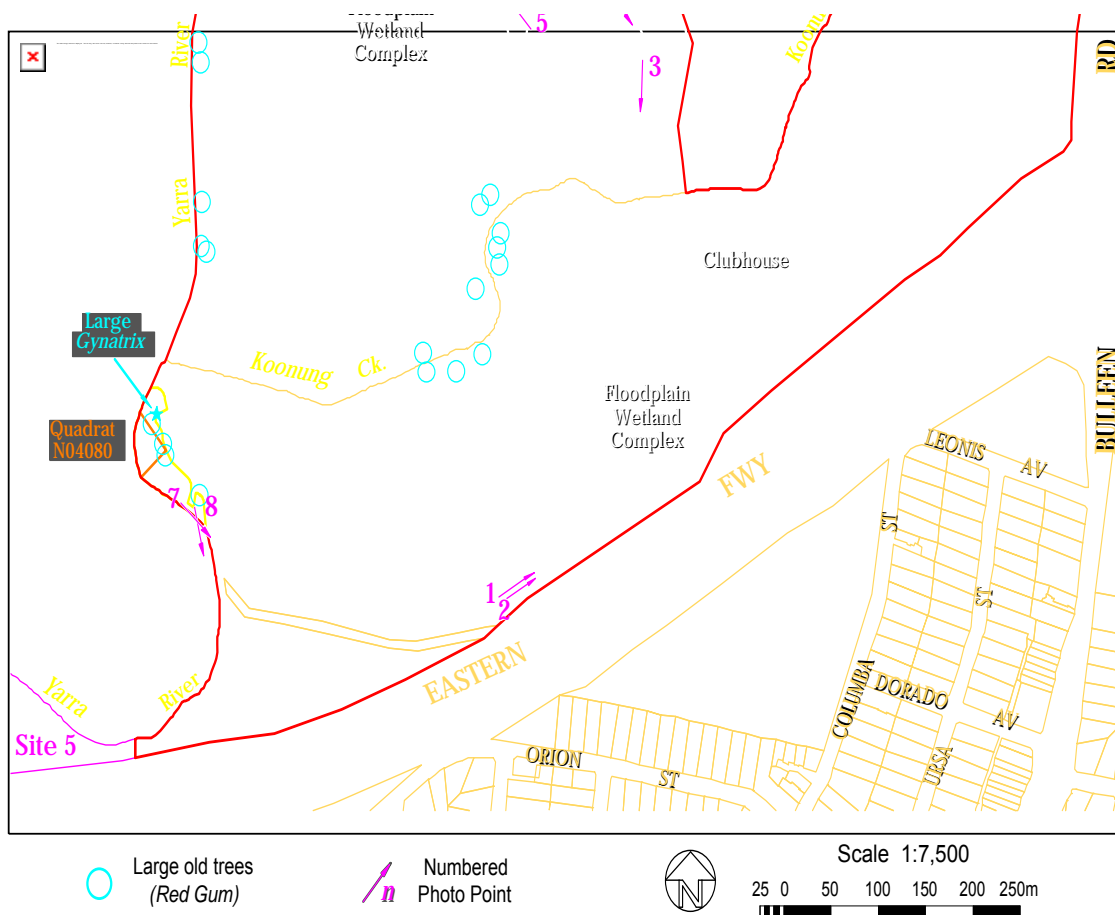 Floodplain
Wetland
Complex
5
River
Koonu
RD
3
Yarra
Clubhouse
Large
Gynatrix
Koonung Ck.
BULLEEN
Floodplain
Wetland
Complex
Quadrat
N04080
LEONIS AV
FWY
7 8
ST
1
2
ST
EASTERN
Yarra
River
COLUMBA
DORADO
AV
Site 5
URSA
ORION ST
Large old trees
(Red Gum)
n
Numbered
Photo Point
N
Scale 1:7,500
25 0 50 100 150 200 250m